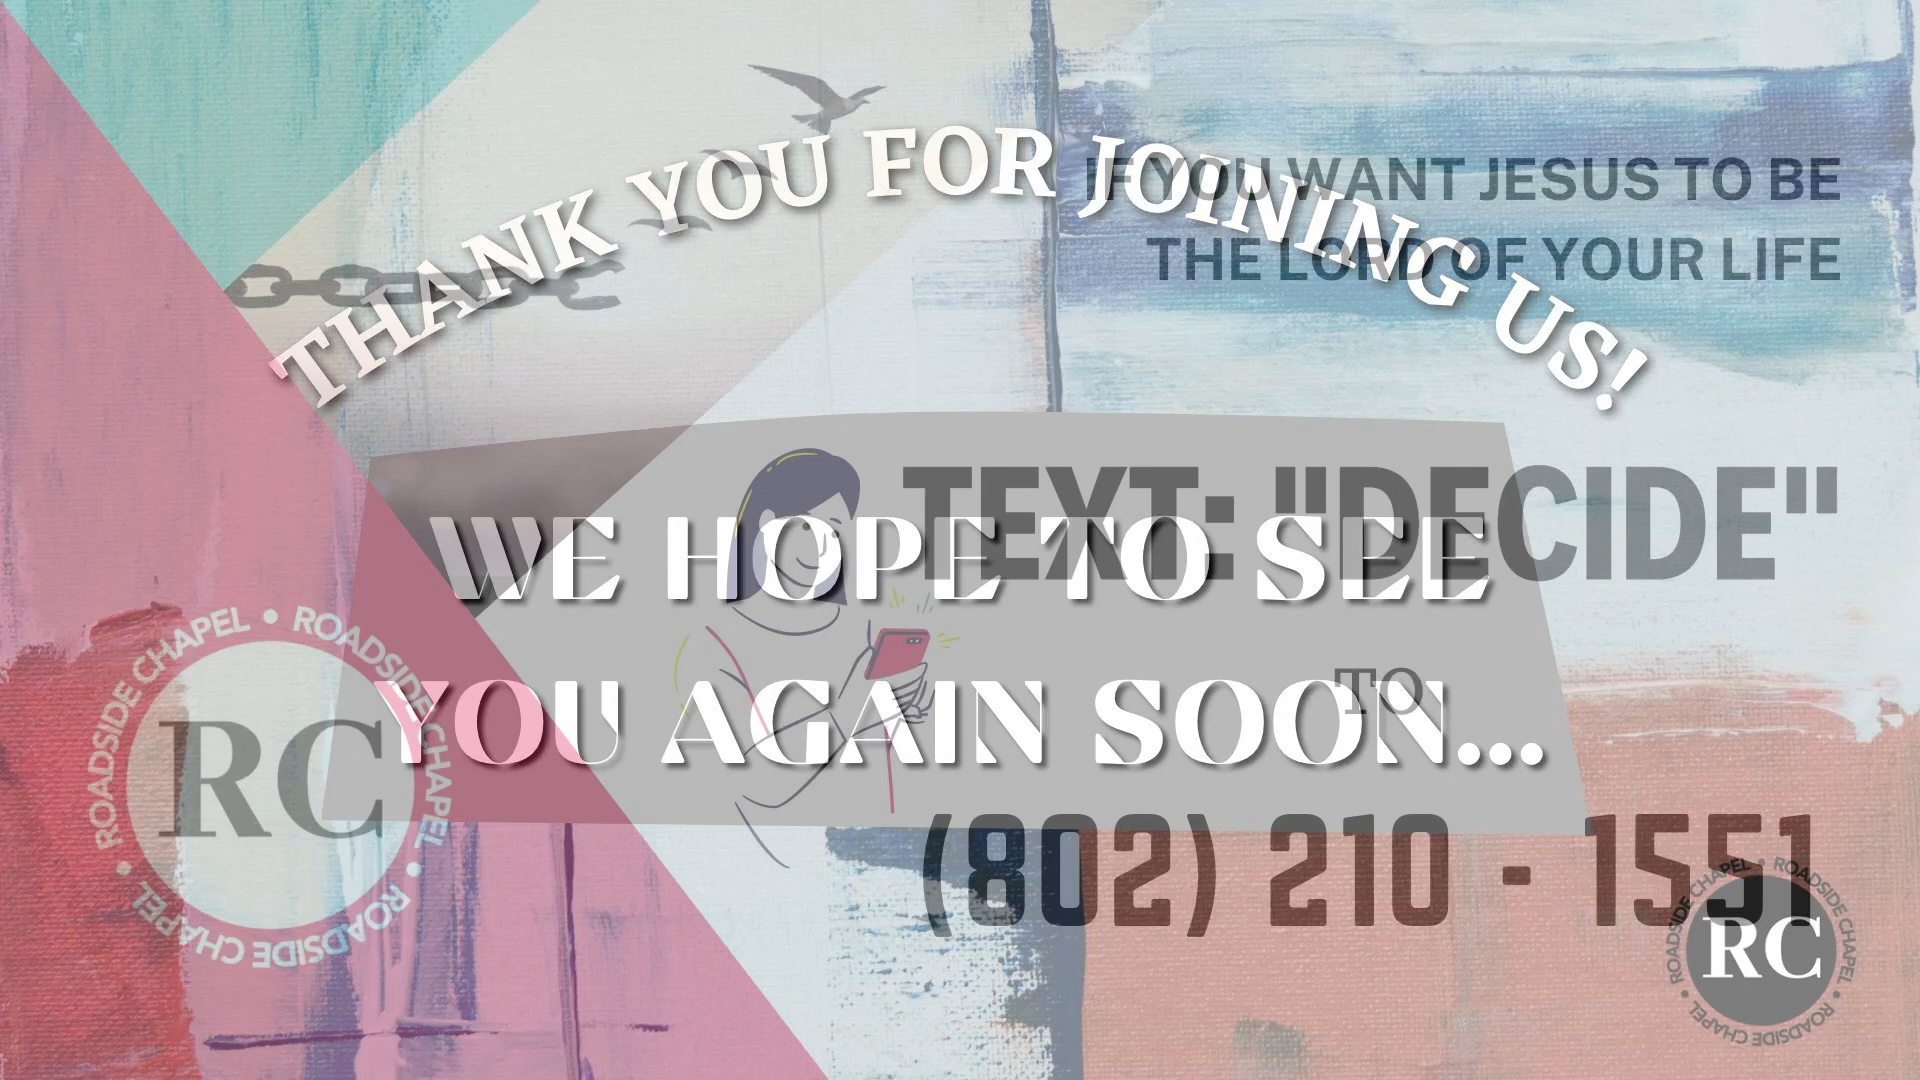 THANK YOU FOR JOINING US!
IF YOU WANT JESUS TO BE
THE LORD OF YOUR LIFE
TEXT: "DECIDE"
WE HOPE TO SEE
TO
YOU AGAIN SOON...
(802) 210 - 1551
ROADSIDE CHAPEL • ROADSIDE CHAPEL • ROADSIDE CHAPEL •
RC
ROADSIDE CHAPEL • ROADSIDE CHAPEL • ROADSIDE CHAPEL •
RC